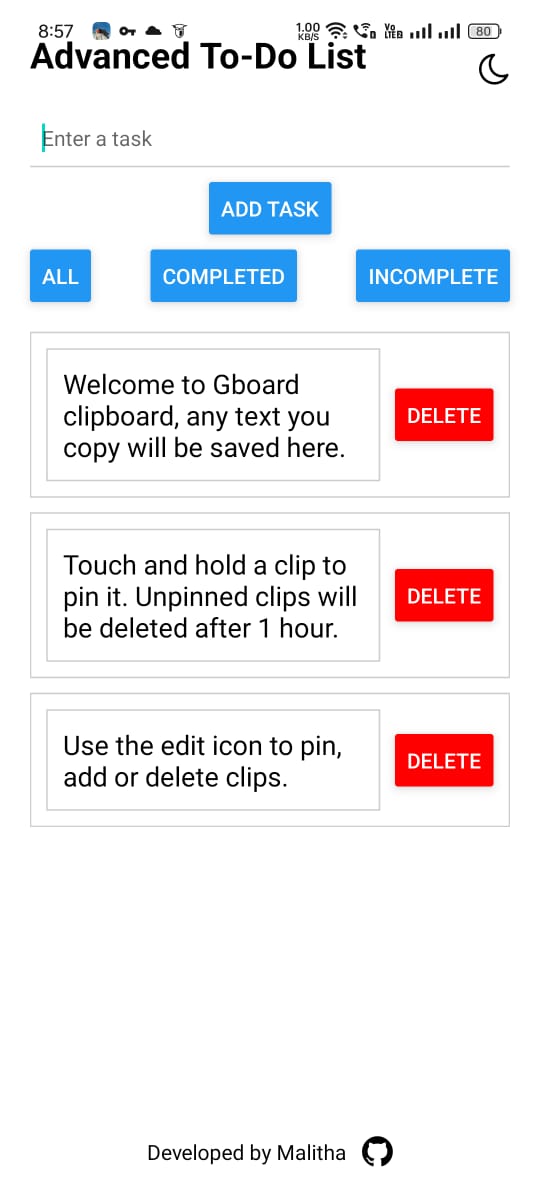 8:57 1.00 KB/S Vo LTE 80
Advanced To-Do List
Enter a task
ADD TASK
ALL COMPLETED INCOMPLETE
Welcome to Gboard
clipboard, any text you
copy will be saved here.
DELETE
Touch and hold a clip to
pin it. Unpinned clips will
be deleted after 1 hour.
DELETE
Use the edit icon to pin,
add or delete clips.
DELETE
Developed by Malitha